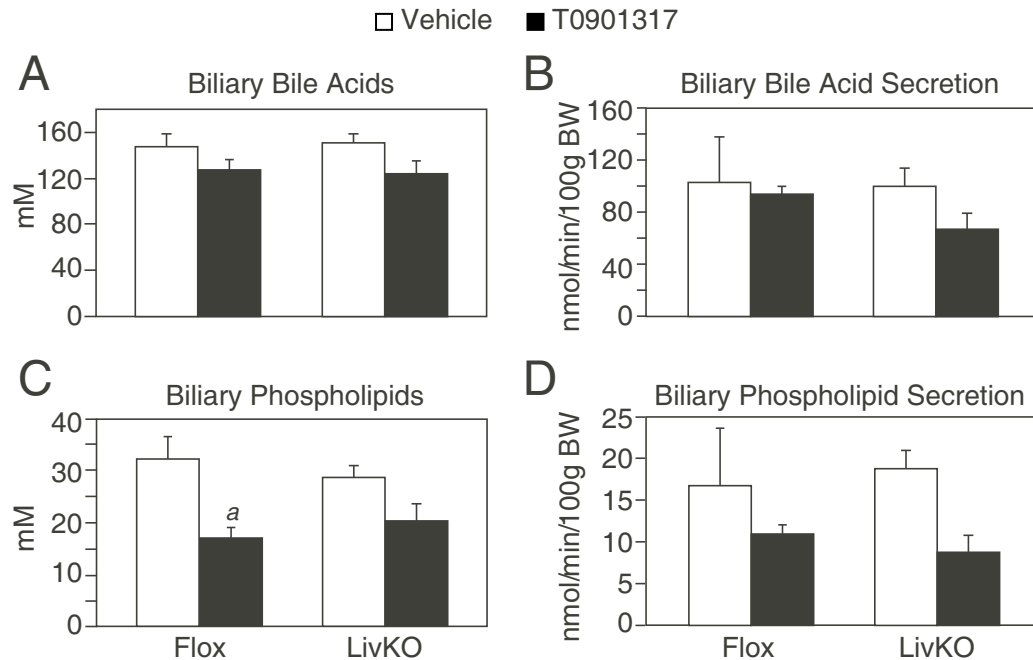 Vehicle T0901317
A Biliary Bile Acids
mM
160
120
80
40
0
B Biliary Bile Acid Secretion
nmol/min/100g BW
160
120
80
40
0
C Biliary Phospholipids
mM
40
30
20
10
0
a
Flox LivKO
D Biliary Phospholipid Secretion
nmol/min/100g BW
25
20
15
10
5
0
Flox LivKO